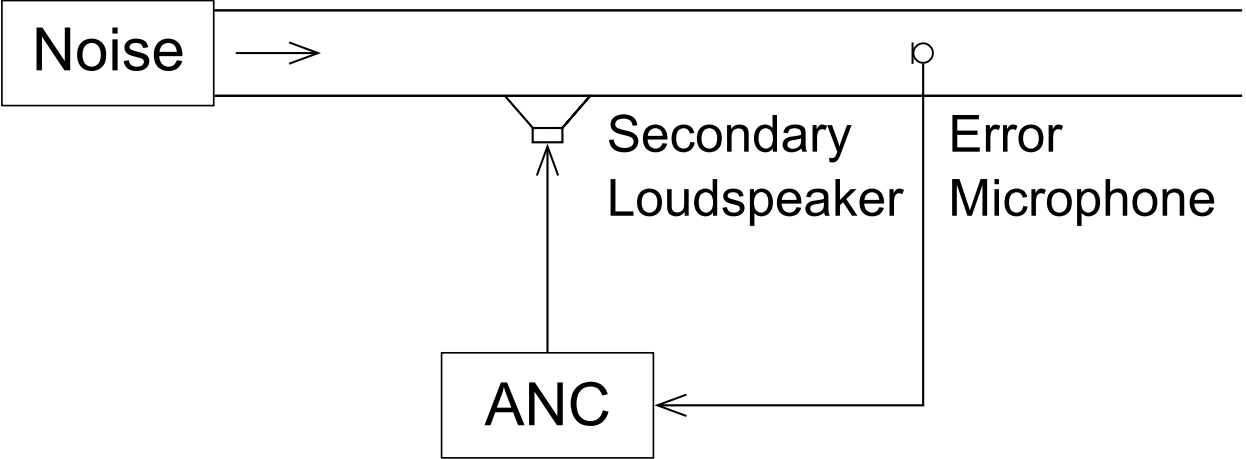 Noise
Secondary
Loudspeaker
Error
Microphone
ANC